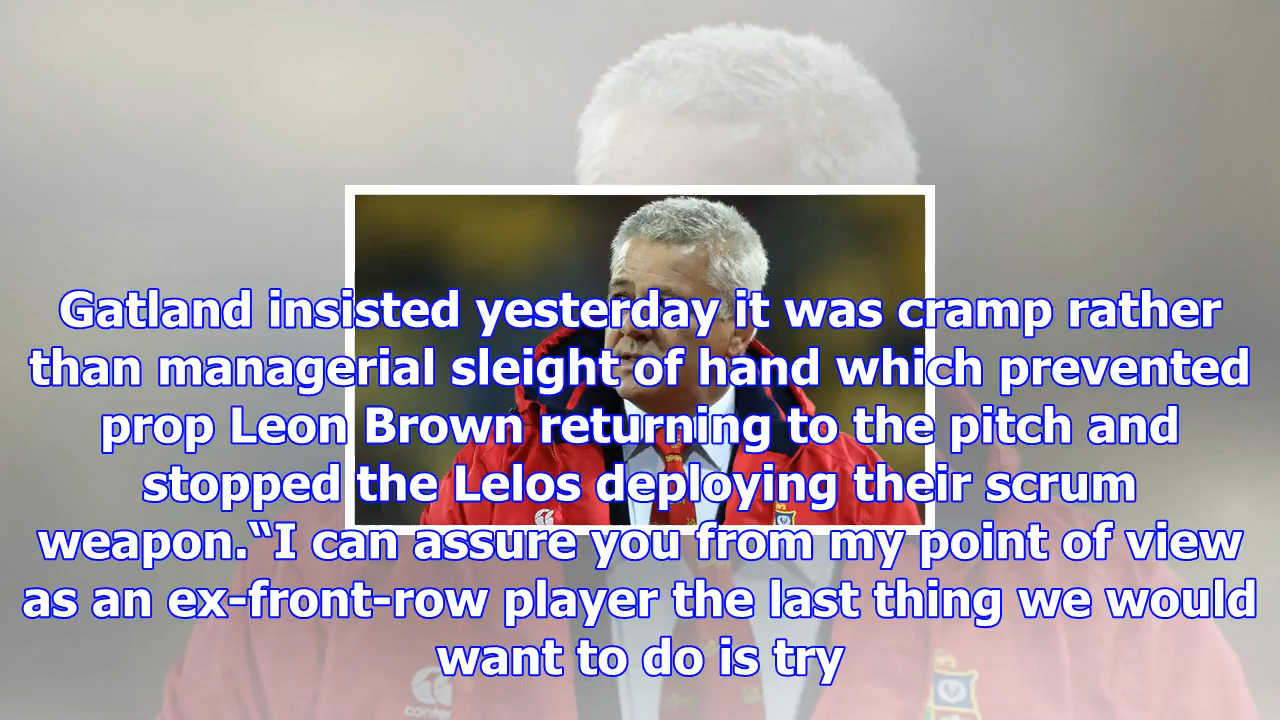 Gatland insisted yesterday it was cramp rather
than managerial sleight of hand which prevented
prop Leon Brown returning to the pitch and
stopped the Lelos deploying their scrum
weapon.“I can assure you from my point of view
as an ex-front-row player the last thing we would
want to do is try